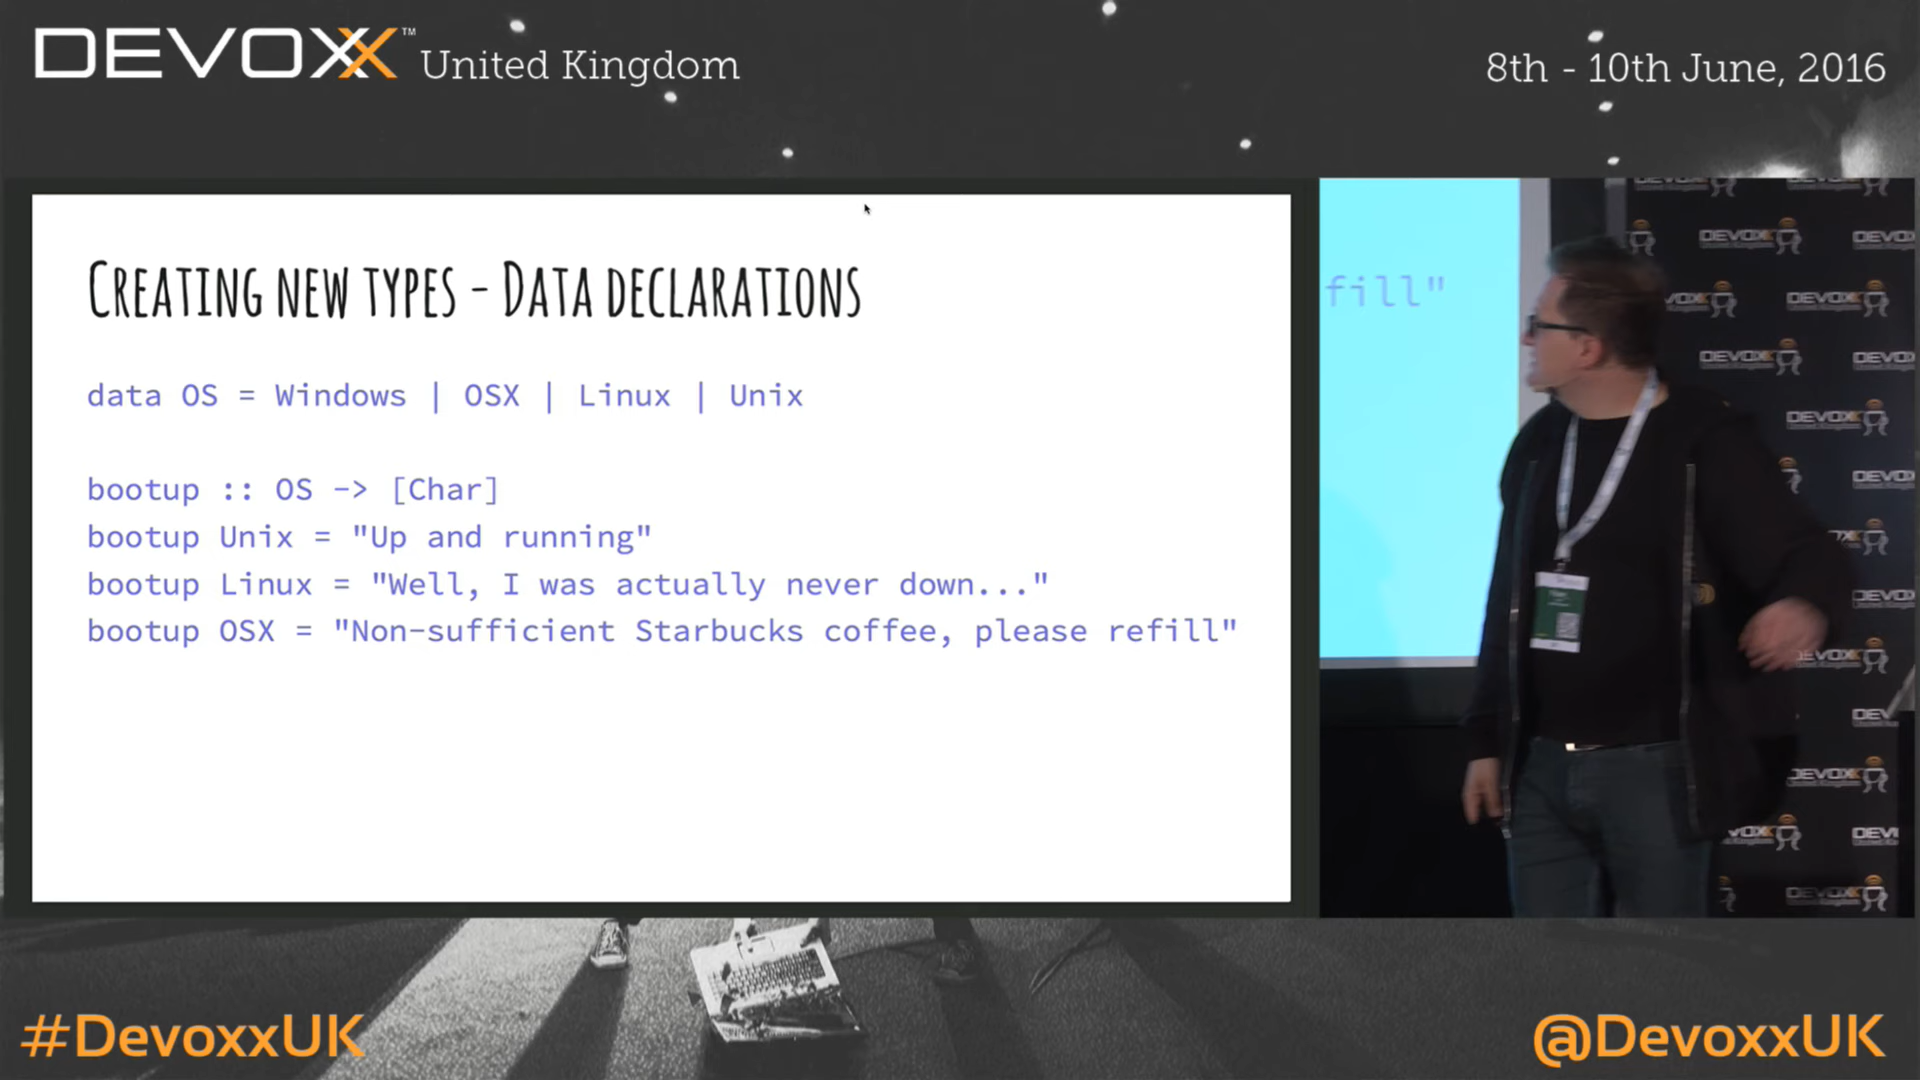 DEVOXX™ United Kingdom
8th - 10th June, 2016
CREATING NEW TYPES - DATA DECLARATIONS
data OS = Windows | OSX | Linux | Unix
bootup :: OS -> [Char]
bootup Unix = "Up and running"
bootup Linux = "Well, I was actually never down..."
bootup OSX = "Non-sufficient Starbucks coffee, please refill"
fill"
DEVOXX
#DevoxxUK
@DevoxxUK